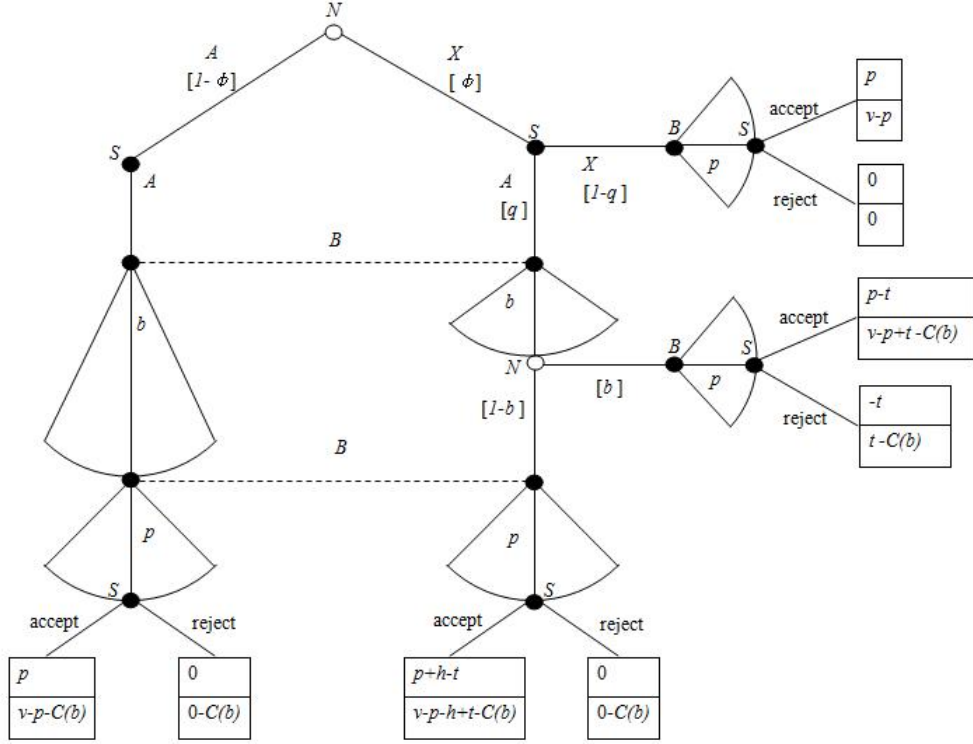 N
A
[1-Φ]
X
[Φ]
S
A
S
X
[1-q]
A
[q]
B
p
S
accept
reject
p
v-p
0
0
B
b
b
N
[b]
[1-b]
B
p
S
accept
reject
p-t
v-p+t-C(b)
-t
t-C(b)
B
p
S
accept
reject
p
v-p-C(b)
0
0-C(b)
p
S
accept
reject
p+h-t
v-p-h+t-C(b)
0
0-C(b)